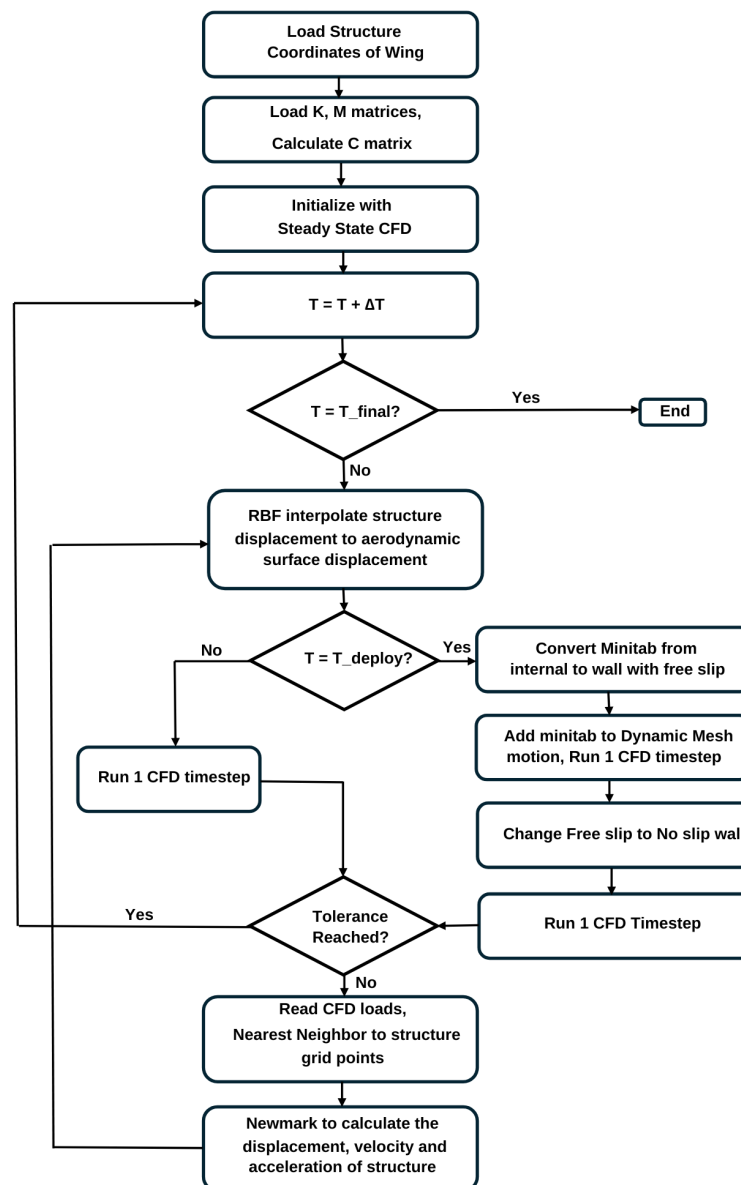 Load Structure
Coordinates of Wing
Load K, M matrices,
Calculate C matrix
Initialize with
Steady State CFD
T = T + ΔT
T = T_final?
Yes
End
No
RBF interpolate structure
displacement to aerodynamic
surface displacement
T = T_deploy?
No
Yes
Convert Minitab from
internal to wall with free slip
Add minitab to Dynamic Mesh
motion, Run 1 CFD timestep
Run 1 CFD timestep
Change Free slip to No slip wal
Run 1 CFD Timestep
Tolerance
Reached?
Yes
No
Read CFD loads,
Nearest Neighbor to structure
grid points
Newmark to calculate the
displacement, velocity and
acceleration of structure